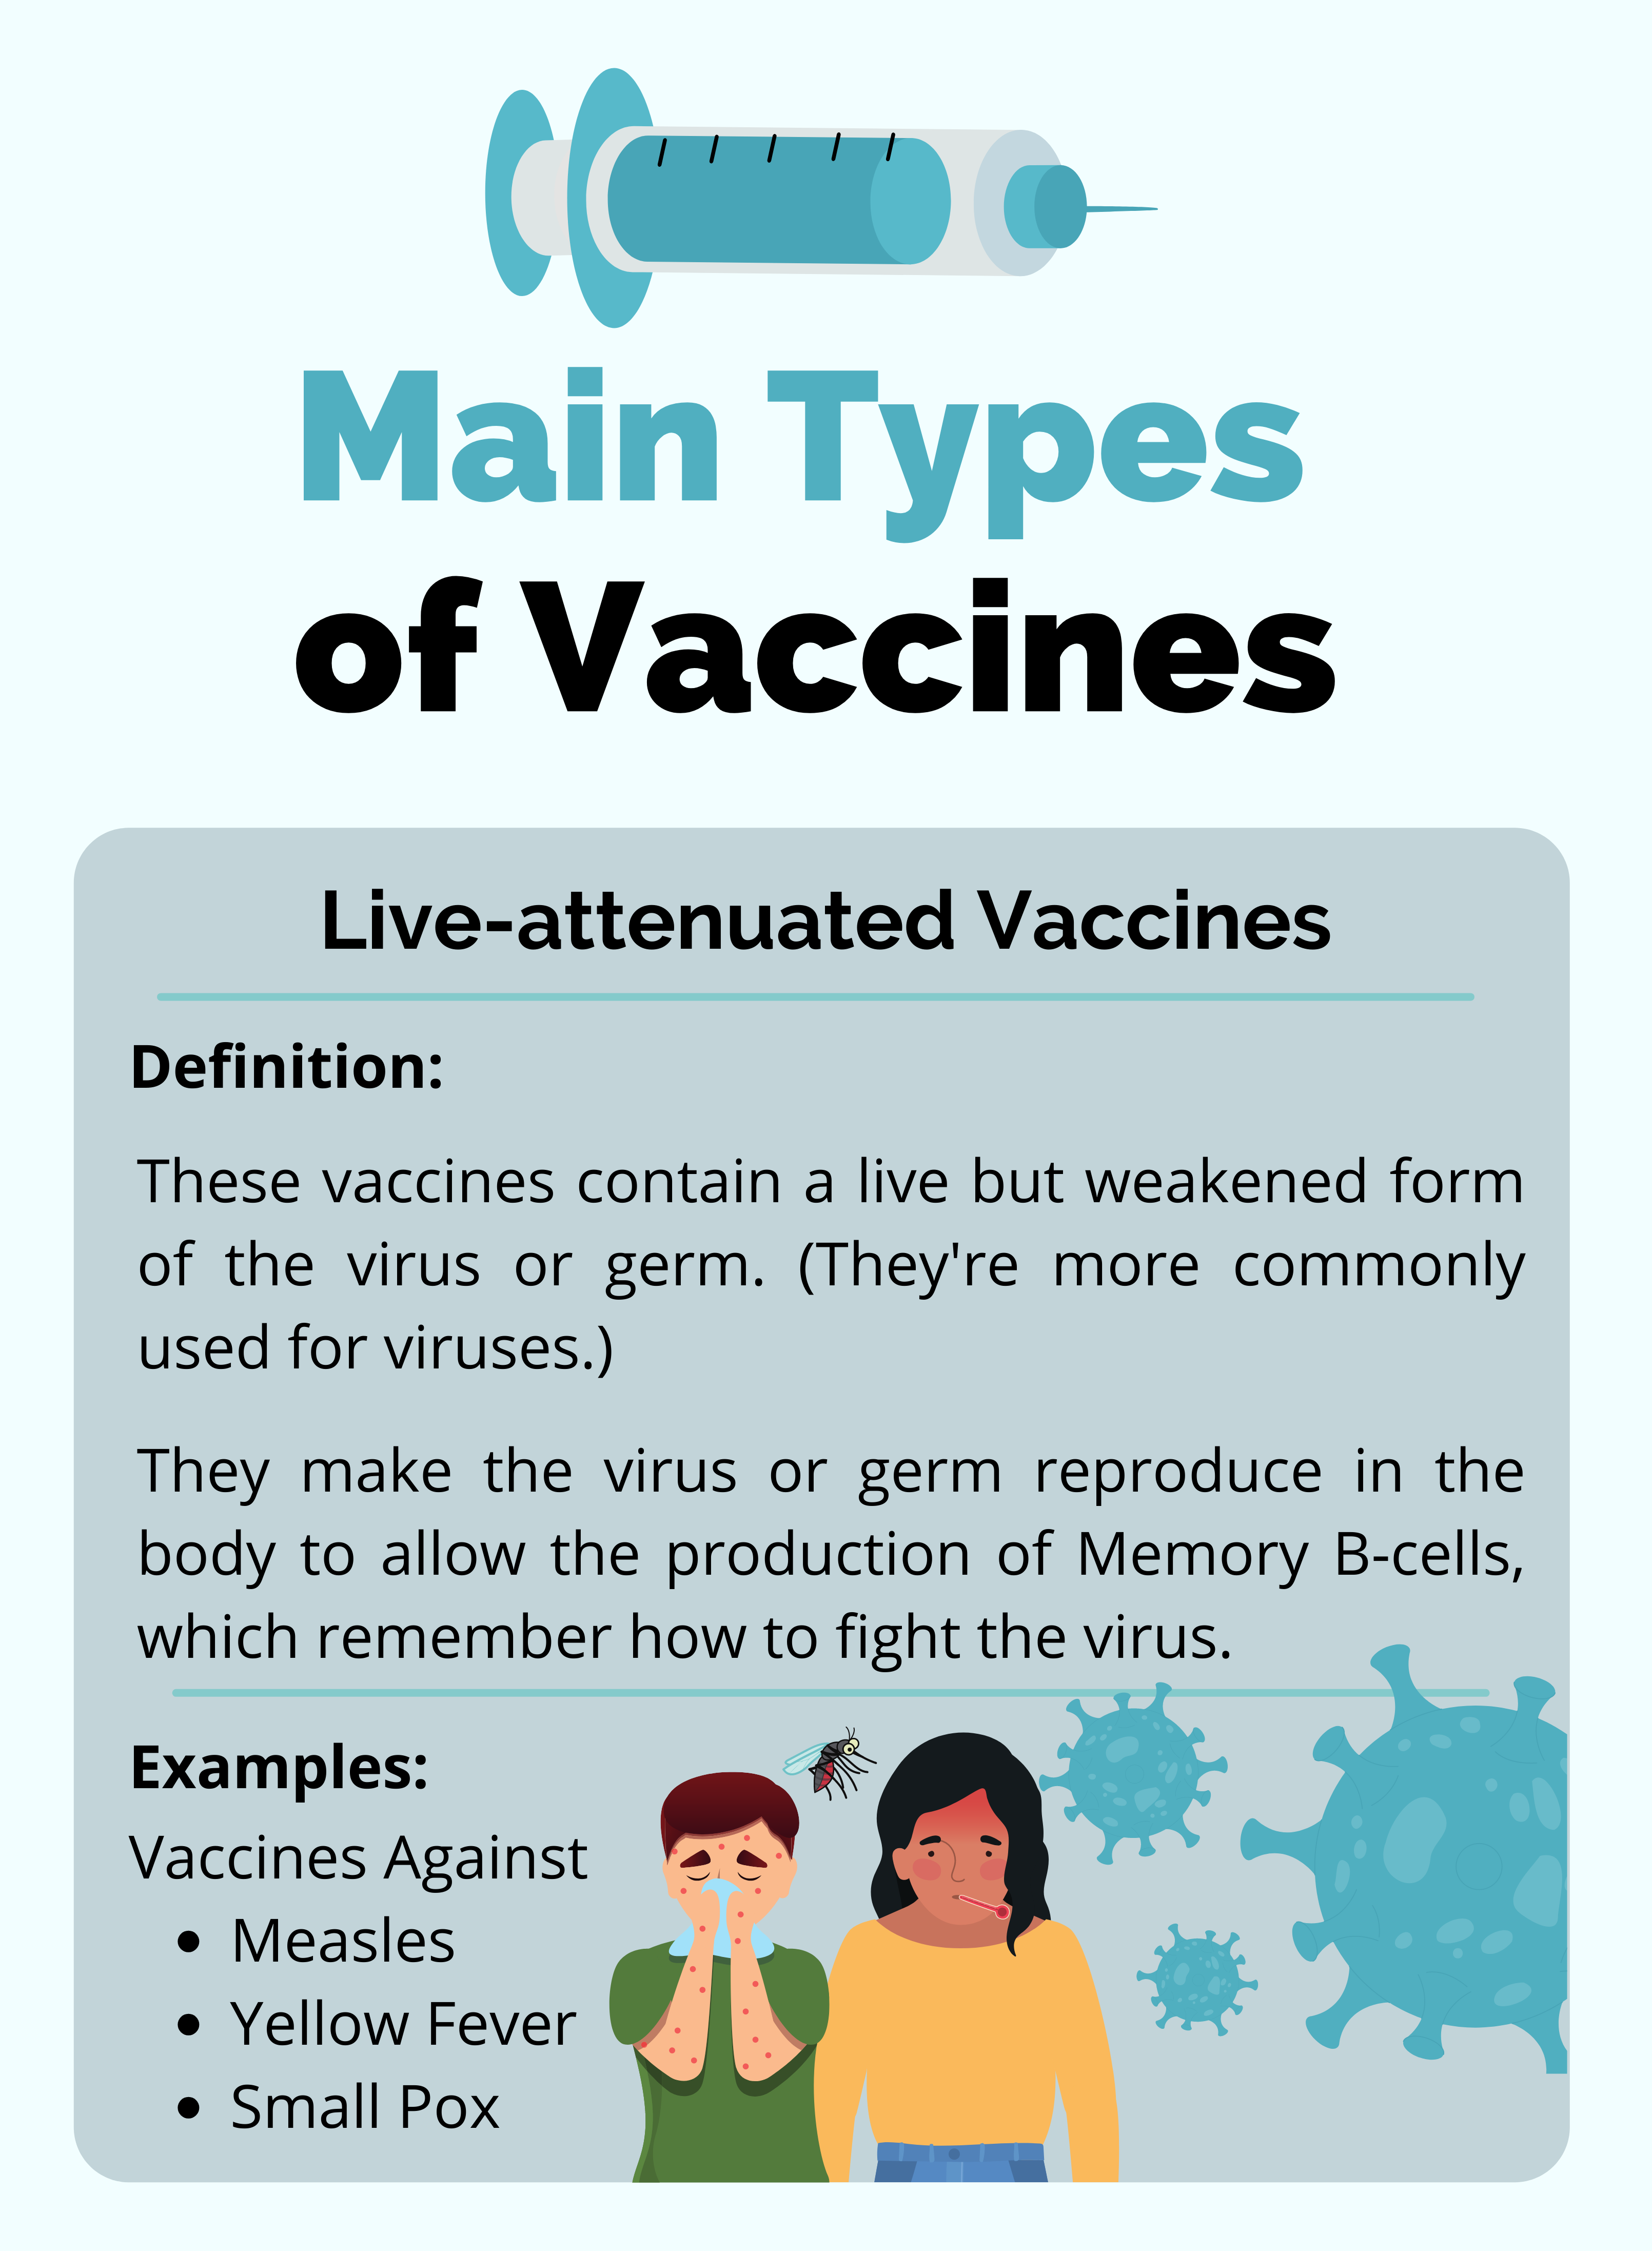 Main Types
of Vaccines
Live-attenuated Vaccines
Definition:
These vaccines contain a live but weakened form
of the virus or germ. (They're more commonly
used for viruses.)
They make the virus or germ reproduce in the
body to allow the production of Memory B-cells,
which remember how to fight the virus.
Examples:
Vaccines Against
• Measles
• Yellow Fever
• Small Pox